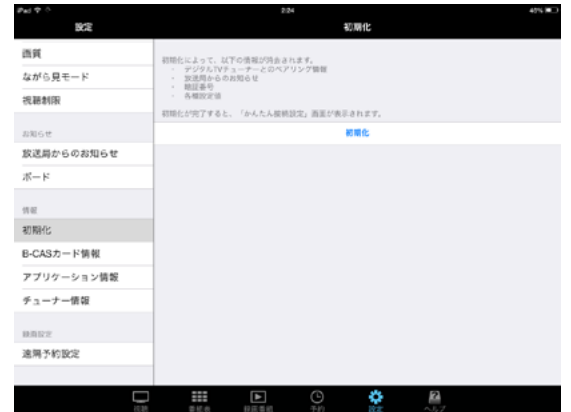 iPad
2:24
45%
設定
初期化
画質
ながら見モード
視聴制限
お知らせ
放送局からのお知らせ
ボード
情報
初期化
B-CASカード情報
アプリケーション情報
チューナー情報
録画設定
遠隔予約設定
初期化によって、以下の情報が消去されます。
・ デジタルTVチューナーとのペアリング情報
・ 放送局からのお知らせ
・ 暗証番号
・ 各種設定値
初期化が完了すると、「かんたん接続設定」画面が表示されます。
初期化
視聴
番組表
録画番組
予約
設定
ヘルプ